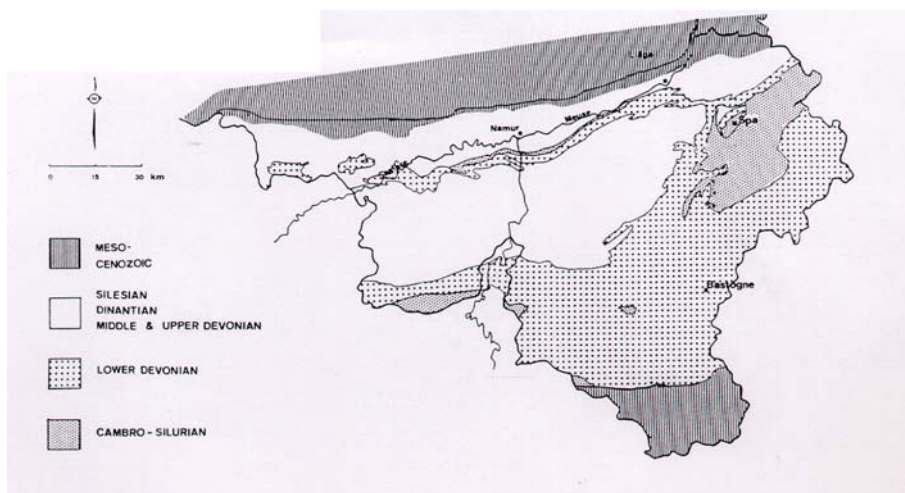 Liège
Meuse
Namur
Spa
Bastogne
0 15 30 km
MESO-
CENOZOIC
SILESIAN
DINANTIAN
MIDDLE & UPPER DEVONIAN
LOWER DEVONIAN
CAMBRO-SILURIAN